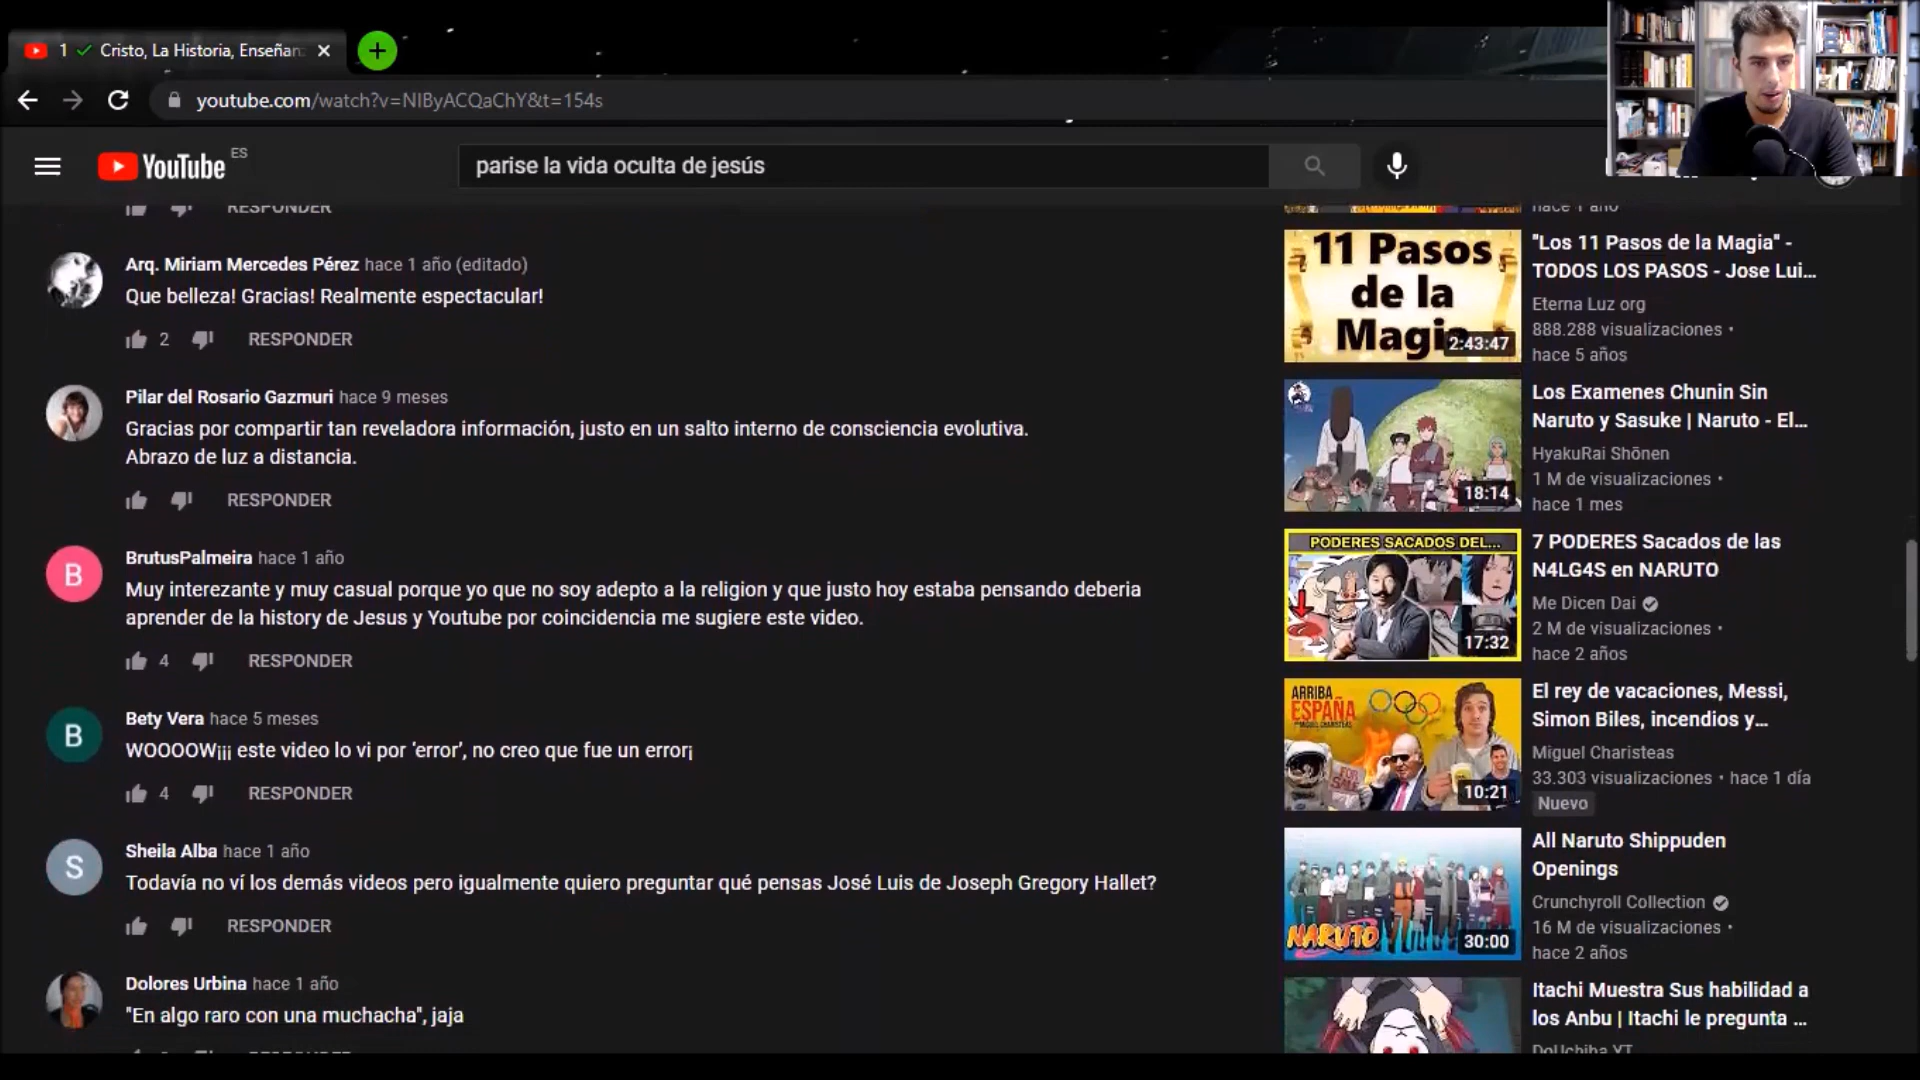 1 ✓ Cristo, La Historia, Enseñan
youtube.com/watch?v=NIByACQaChY&t=154s
YouTube ES
parise la vida oculta de jesús
RESPONDER
Arq. Miriam Mercedes Pérez hace 1 año (editado)
Que belleza! Gracias! Realmente espectacular!
2 RESPONDER
Pilar del Rosario Gazmuri hace 9 meses
Gracias por compartir tan reveladora información, justo en un salto interno de consciencia evolutiva.
Abrazo de luz a distancia.
RESPONDER
B
BrutusPalmeira hace 1 año
Muy interezante y muy casual porque yo que no soy adepto a la religion y que justo hoy estaba pensando deberia
aprender de la history de Jesus y Youtube por coincidencia me sugiere este video.
4 RESPONDER
B
Bety Vera hace 5 meses
WOOOOW¡¡¡ este video lo vi por ‘error’, no creo que fue un error¡
4 RESPONDER
S
Sheila Alba hace 1 año
Todavía no ví los demás videos pero igualmente quiero preguntar qué pensas José Luis de Joseph Gregory Hallet?
RESPONDER
Dolores Urbina hace 1 año
"En algo raro con una muchacha", jaja
hace 1 año
11 Pasos
de la
Magia
2:43:47
"Los 11 Pasos de la Magia" -
TODOS LOS PASOS - Jose Lui...
Eterna Luz org
888.288 visualizaciones •
hace 5 años
18:14
Los Examenes Chunin Sin
Naruto y Sasuke | Naruto - El...
HyakuRai Shōnen
1 M de visualizaciones •
hace 1 mes
PODERES SACADOS DEL...
17:32
7 PODERES Sacados de las
N4LG4S en NARUTO
Me Dicen Dai
2 M de visualizaciones •
hace 2 años
ARRIBA
ESPAÑA
10:21
El rey de vacaciones, Messi,
Simon Biles, incendios y...
Miguel Charisteas
33.303 visualizaciones • hace 1 día
Nuevo
NARUTO
30:00
All Naruto Shippuden
Openings
Crunchyroll Collection
16 M de visualizaciones •
hace 2 años
Itachi Muestra Sus habilidad a
los Anbu | Itachi le pregunta ...
DoUchiba YT